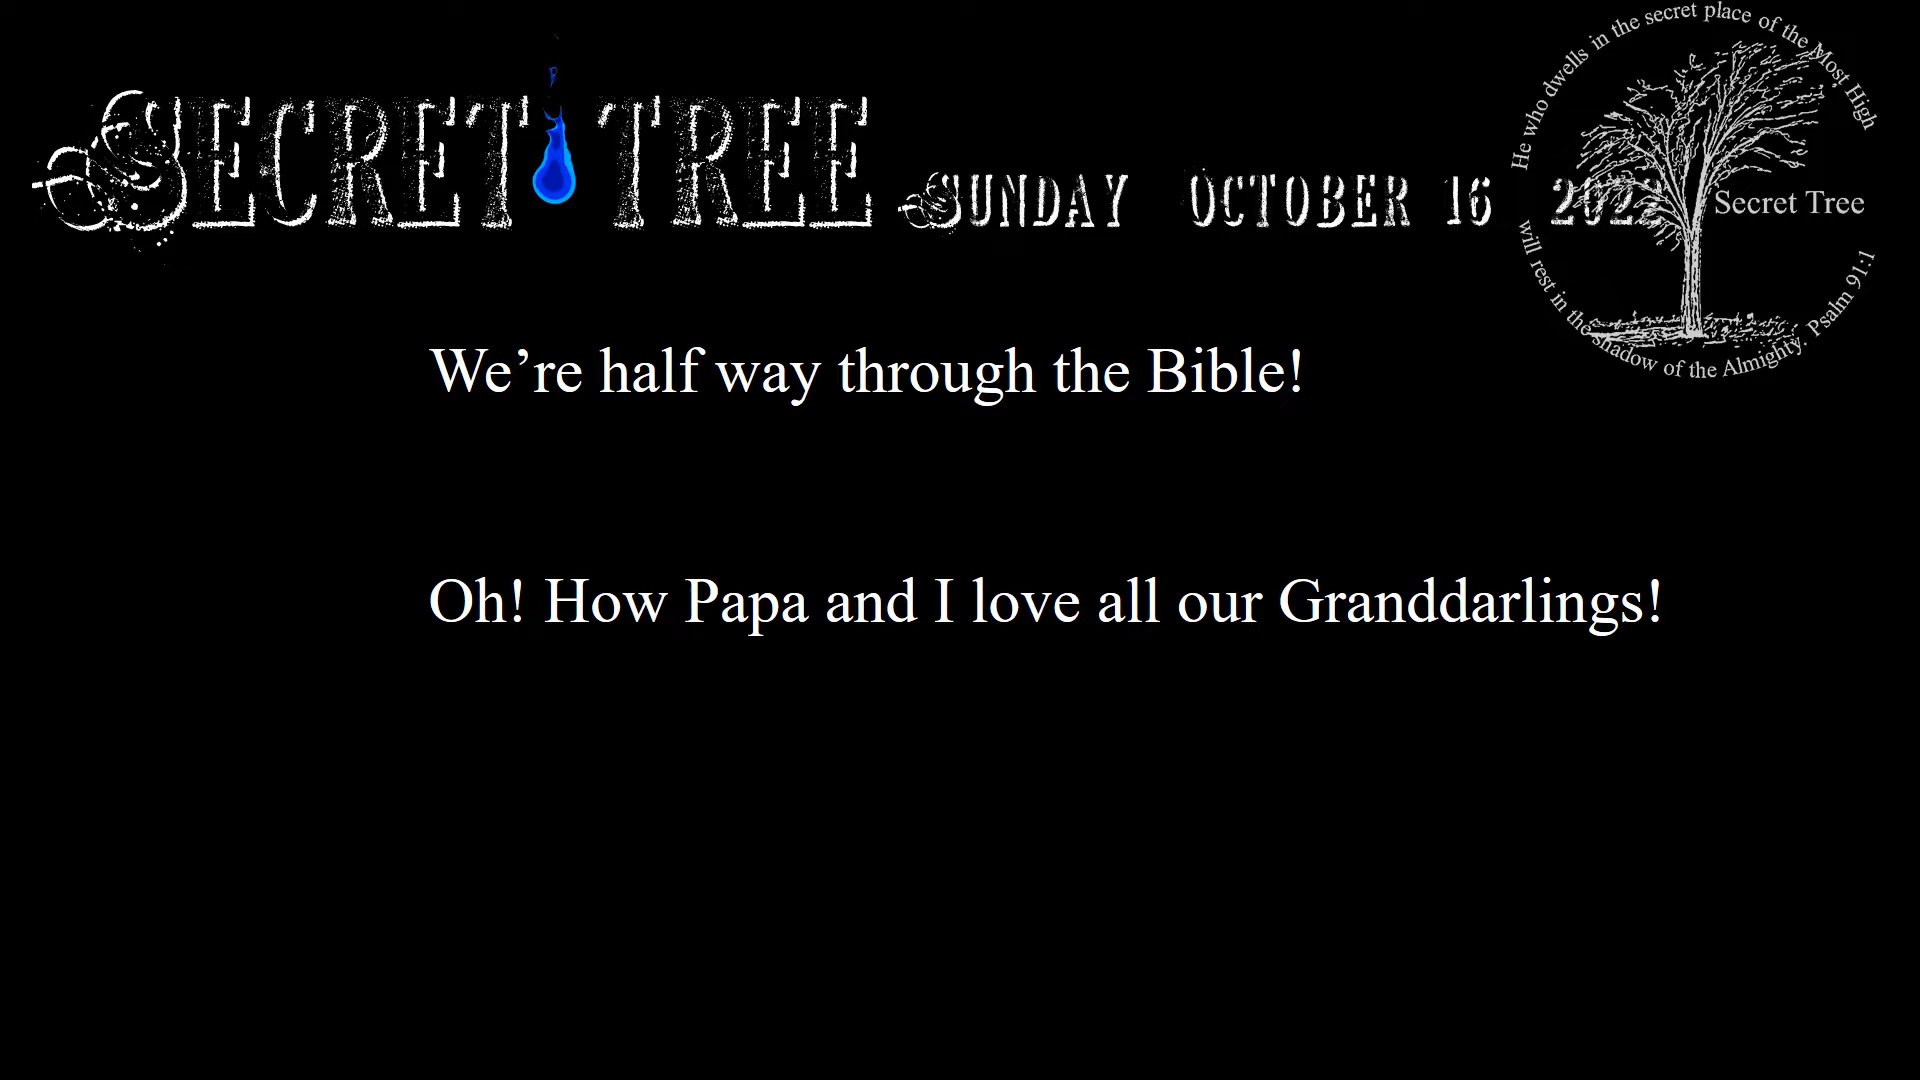 SECRET TREE SUNDAY OCTOBER 16 2022
He who dwells in the secret place of the Most High
Secret Tree
will rest in the shadow of the Almighty. Psalm 91:1
We’re half way through the Bible!
Oh! How Papa and I love all our Granddarlings!